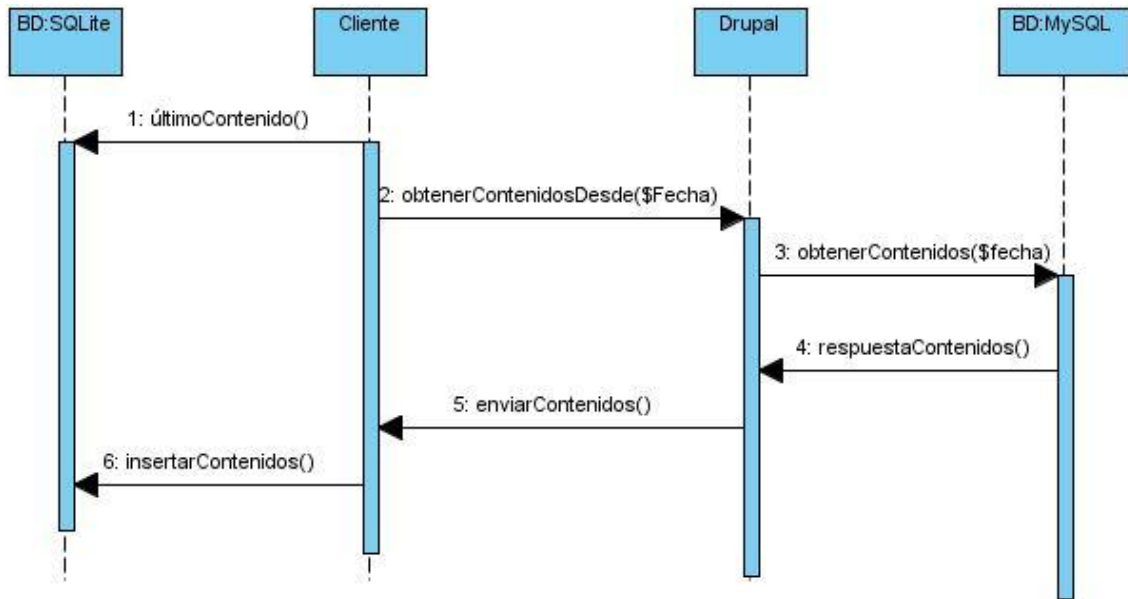 BD:SQLite
Cliente
Drupal
BD:MySQL
1: últimoContenido()
2: obtenerContenidosDesde($Fecha)
3: obtenerContenidos($fecha)
4: respuestaContenidos()
5: enviarContenidos()
6: insertarContenidos()